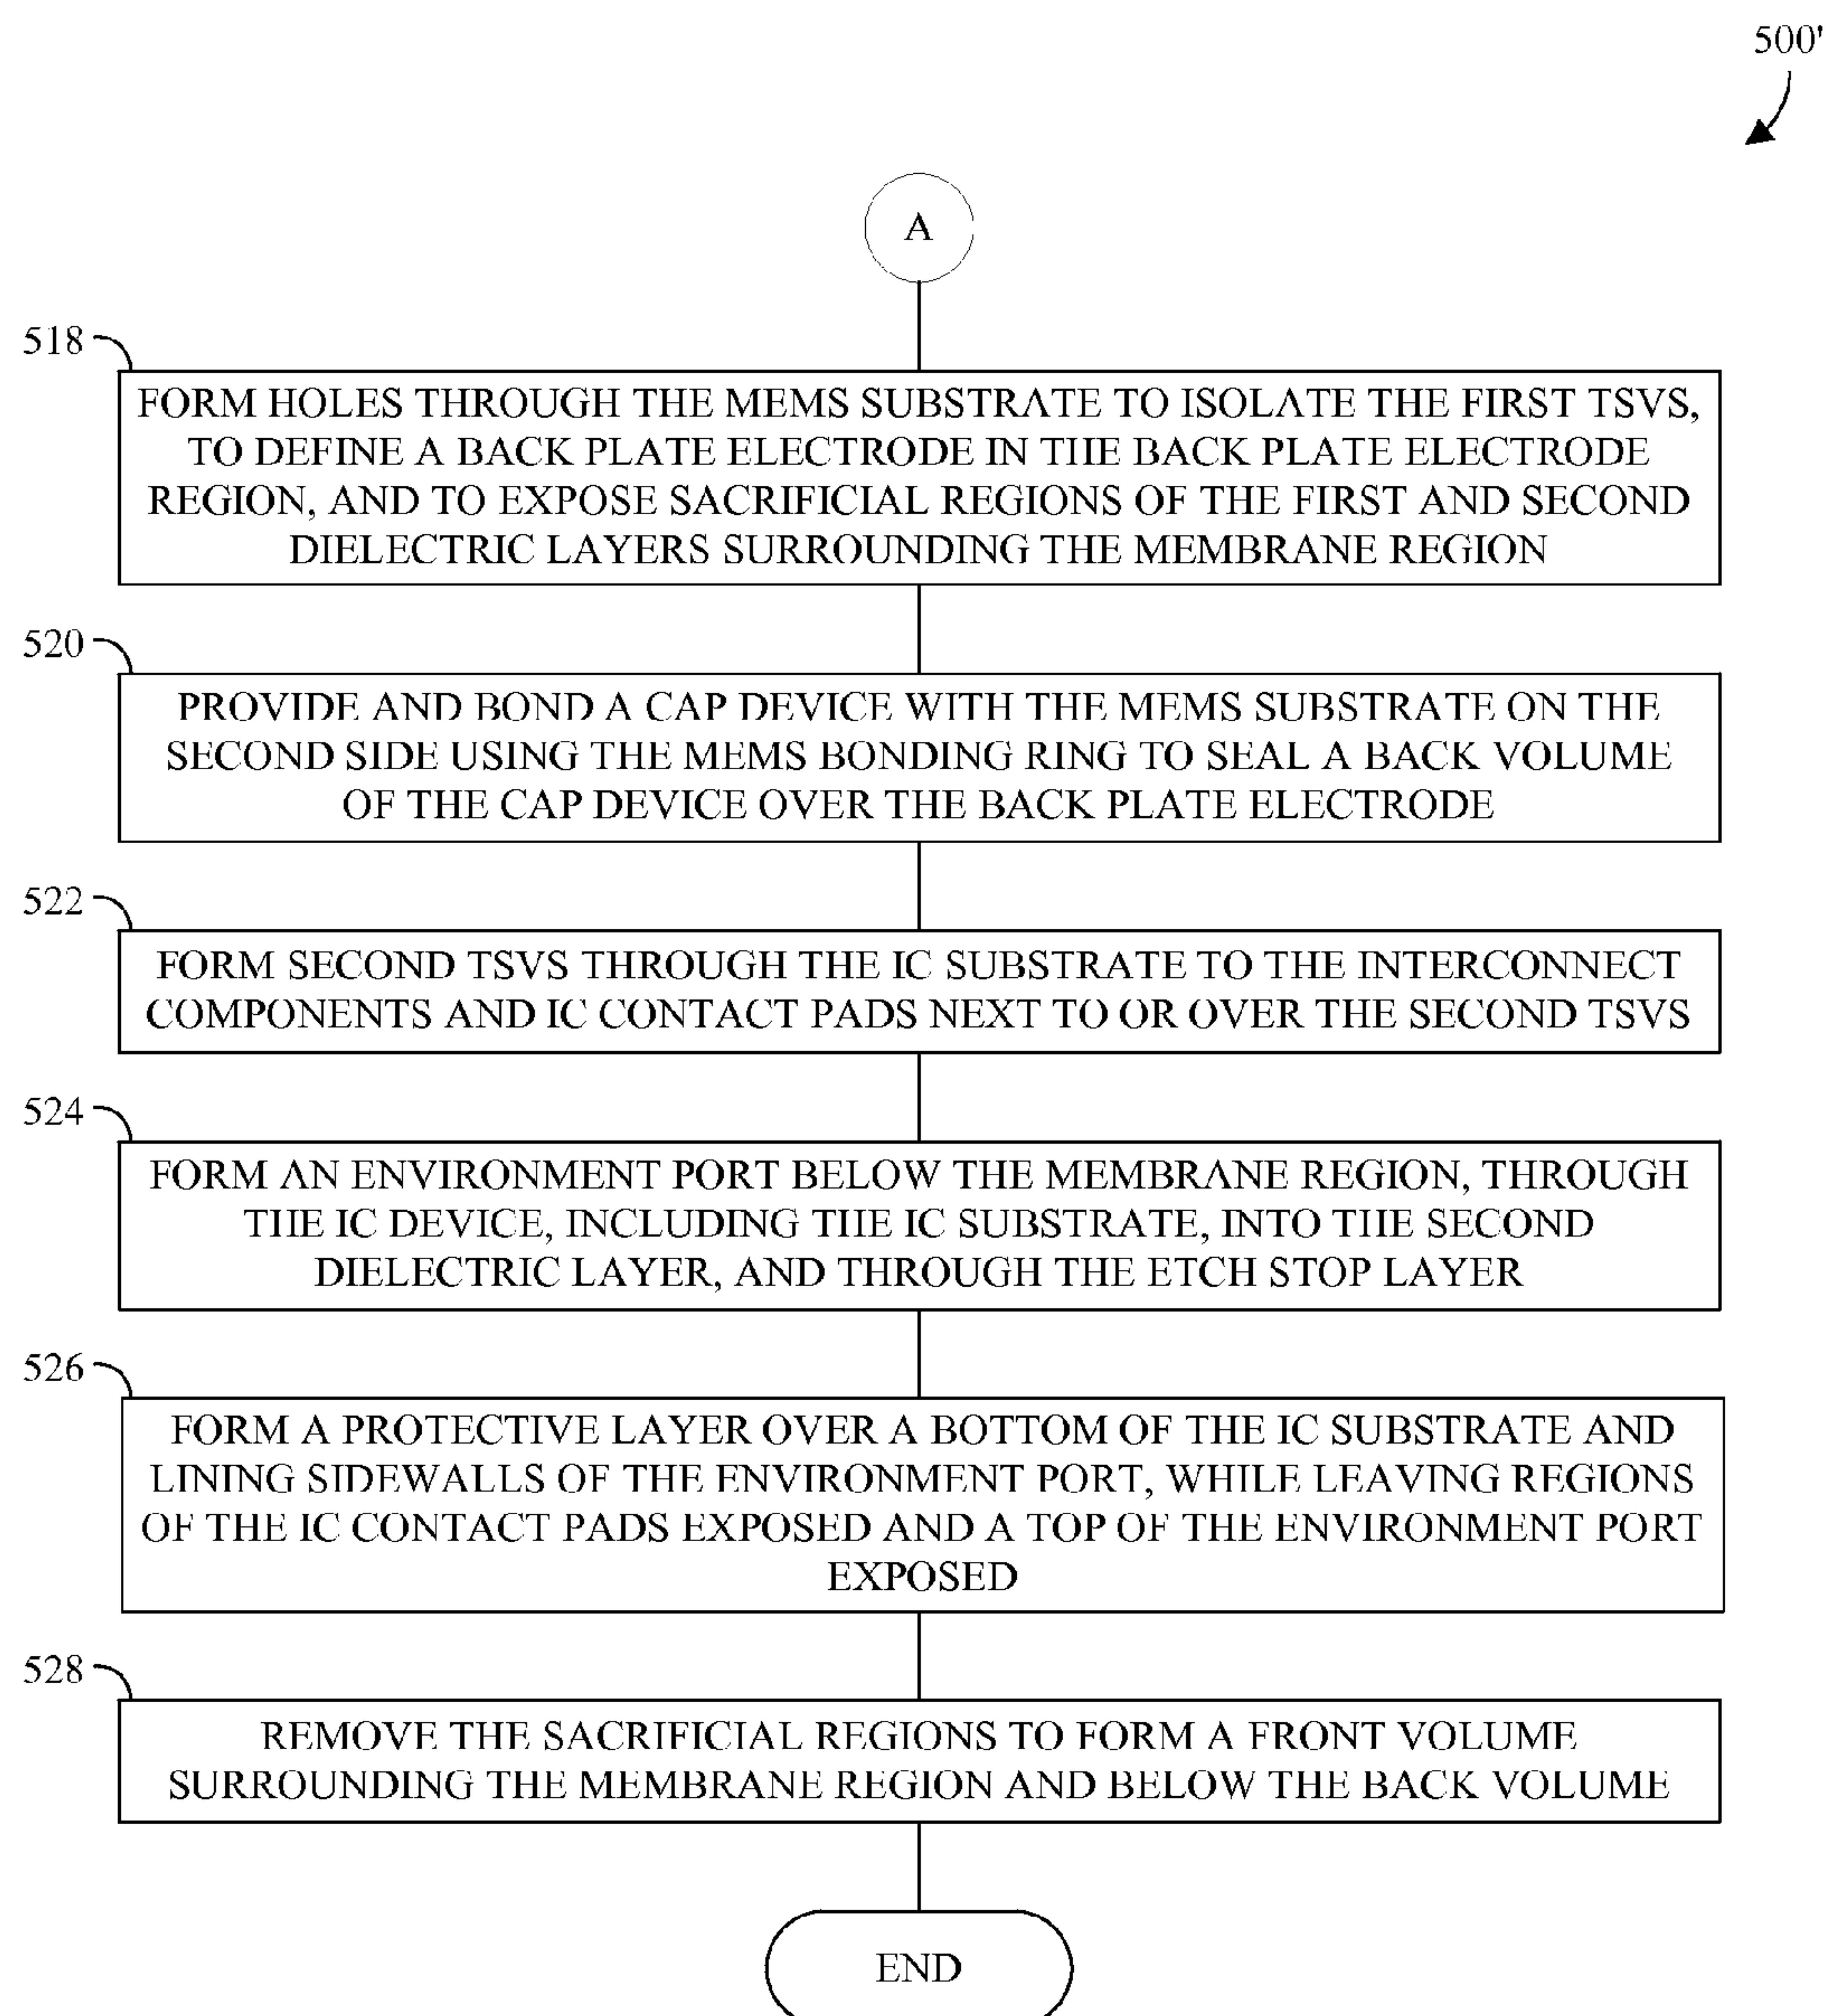 500'
A
518
FORM HOLES THROUGH THE MEMS SUBSTRATE TO ISOLATE THE FIRST TSVS,
TO DEFINE A BACK PLATE ELECTRODE IN THE BACK PLATE ELECTRODE
REGION, AND TO EXPOSE SACRIFICIAL REGIONS OF THE FIRST AND SECOND
DIELECTRIC LAYERS SURROUNDING THE MEMBRANE REGION
520
PROVIDE AND BOND A CAP DEVICE WITH THE MEMS SUBSTRATE ON THE
SECOND SIDE USING THE MEMS BONDING RING TO SEAL A BACK VOLUME
OF THE CAP DEVICE OVER THE BACK PLATE ELECTRODE
522
FORM SECOND TSVS THROUGH THE IC SUBSTRATE TO THE INTERCONNECT
COMPONENTS AND IC CONTACT PADS NEXT TO OR OVER THE SECOND TSVS
524
FORM AN ENVIRONMENT PORT BELOW THE MEMBRANE REGION, THROUGH
THE IC DEVICE, INCLUDING THE IC SUBSTRATE, INTO THE SECOND
DIELECTRIC LAYER, AND THROUGH THE ETCH STOP LAYER
526
FORM A PROTECTIVE LAYER OVER A BOTTOM OF THE IC SUBSTRATE AND
LINING SIDEWALLS OF THE ENVIRONMENT PORT, WHILE LEAVING REGIONS
OF THE IC CONTACT PADS EXPOSED AND A TOP OF THE ENVIRONMENT PORT
EXPOSED
528
REMOVE THE SACRIFICIAL REGIONS TO FORM A FRONT VOLUME
SURROUNDING THE MEMBRANE REGION AND BELOW THE BACK VOLUME
END